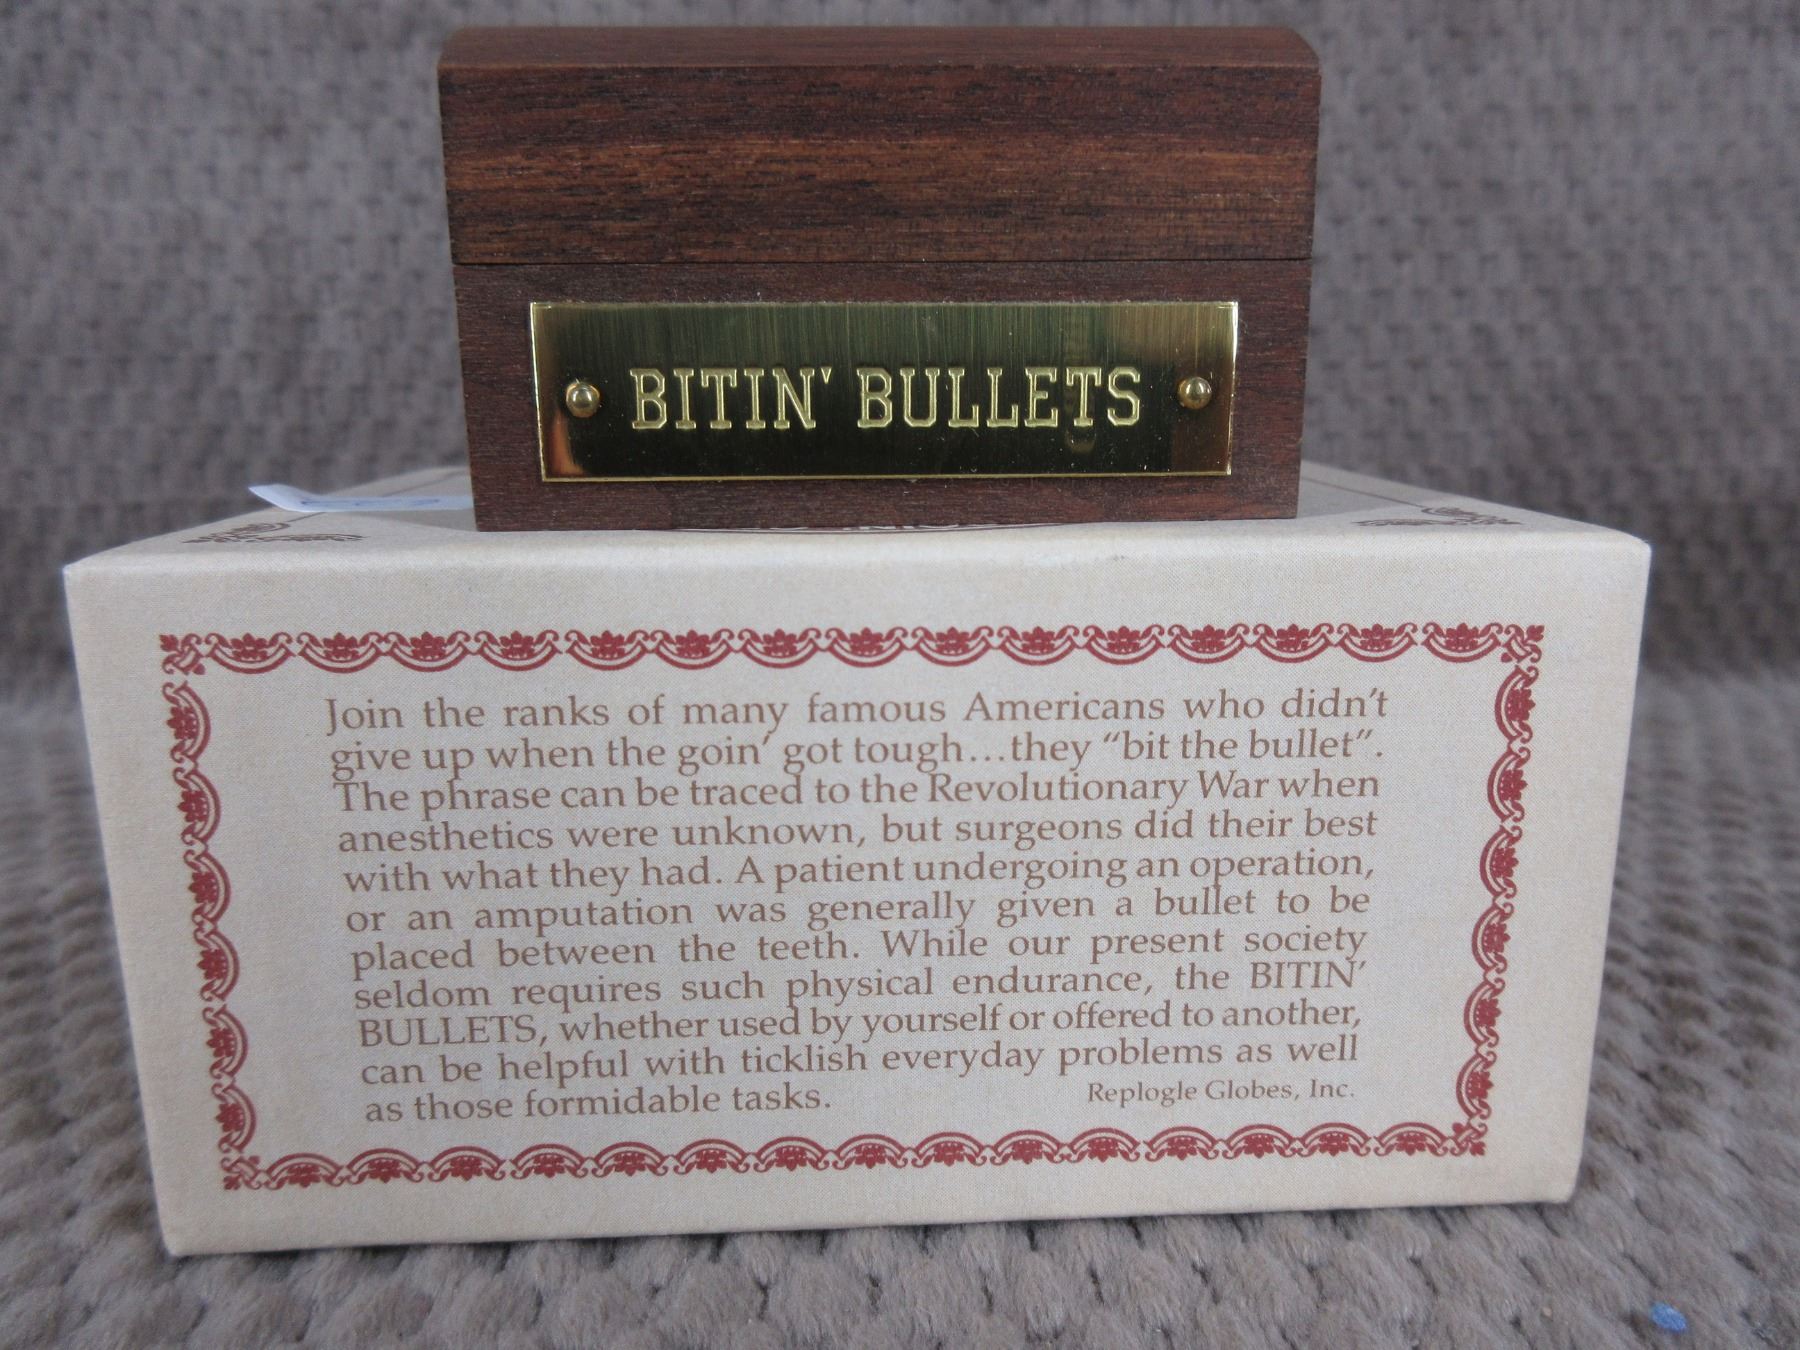 BITIN' BULLETS
Join the ranks of many famous Americans who didn't
give up when the goin' got tough...they "bit the bullet".
The phrase can be traced to the Revolutionary War when
anesthetics were unknown, but surgeons did their best
with what they had. A patient undergoing an operation,
or an amputation was generally given a bullet to be
placed between the teeth. While our present society
seldom requires such physical endurance, the BITIN'
BULLETS, whether used by yourself or offered to another,
can be helpful with ticklish everyday problems as well
as those formidable tasks. Replogle Globes, Inc.